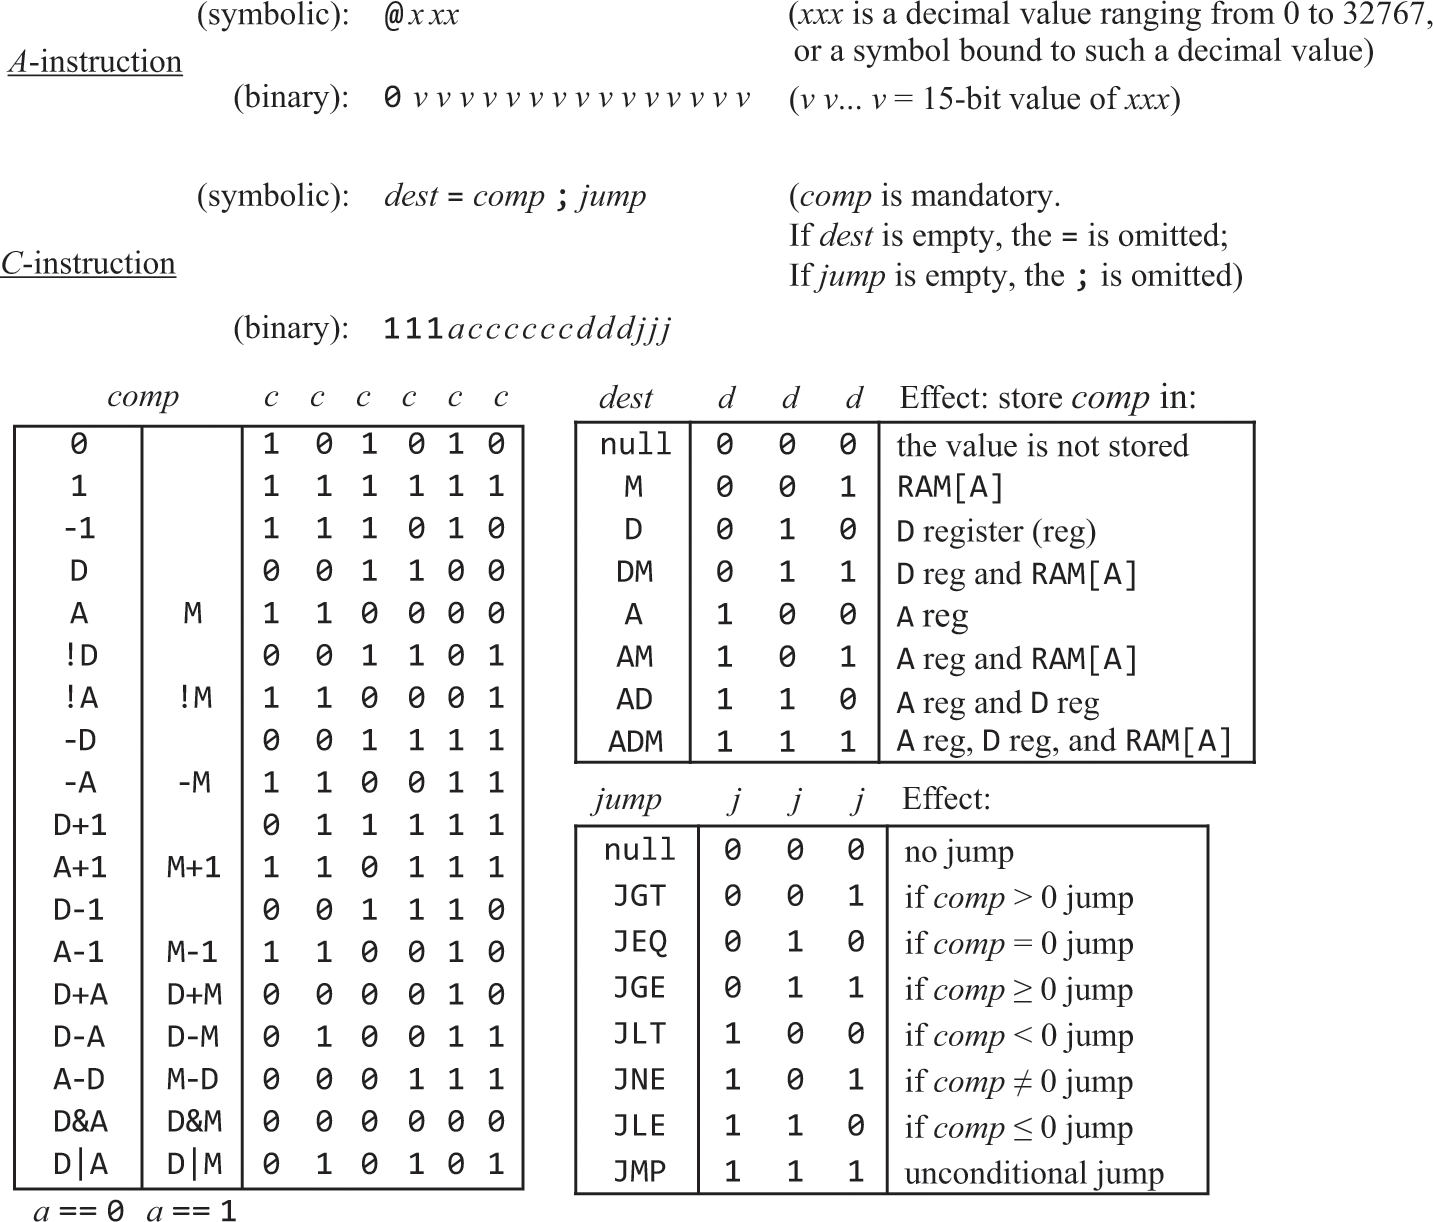 (symbolic): @xxx (xxx is a decimal value ranging from 0 to 32767,
or a symbol bound to such a decimal value)
A-instruction
(binary): 0 v v v v v v v v v v v v v v v (v v... v = 15-bit value of xxx)
(symbolic): dest = comp ; jump (comp is mandatory.
If dest is empty, the = is omitted;
C-instruction
If jump is empty, the ; is omitted)
(binary): 111accccccdddjjj
comp c c c c c c
0 1 0 1 0 1 0
1 1 1 1 1 1 1
-1 1 1 1 0 1 0
D 0 0 1 1 0 0
A M 1 1 0 0 0 0
!D 0 0 1 1 0 1
!A !M 1 1 0 0 0 1
-D 0 0 1 1 1 1
-A -M 1 1 0 0 1 1
D+1 0 1 1 1 1 1
A+1 M+1 1 1 0 1 1 1
D-1 0 0 1 1 1 0
A-1 M-1 1 1 0 0 1 0
D+A D+M 0 0 0 0 1 0
D-A D-M 0 1 0 0 1 1
A-D M-D 0 0 0 1 1 1
D&A D&M 0 0 0 0 0 0
D|A D|M 0 1 0 1 0 1
a == 0 a == 1
dest d d d Effect: store comp in:
null 0 0 0 the value is not stored
M 0 0 1 RAM[A]
D 0 1 0 D register (reg)
DM 0 1 1 D reg and RAM[A]
A 1 0 0 A reg
AM 1 0 1 A reg and RAM[A]
AD 1 1 0 A reg and D reg
ADM 1 1 1 A reg, D reg, and RAM[A]
jump j j j Effect:
null 0 0 0 no jump
JGT 0 0 1 if comp > 0 jump
JEQ 0 1 0 if comp = 0 jump
JGE 0 1 1 if comp ≥ 0 jump
JLT 1 0 0 if comp < 0 jump
JNE 1 0 1 if comp ≠ 0 jump
JLE 1 1 0 if comp ≤ 0 jump
JMP 1 1 1 unconditional jump